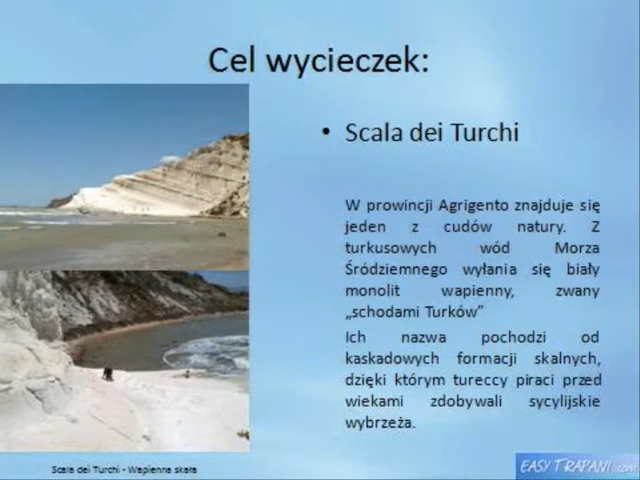 Cel wycieczek:
• Scala dei Turchi
W prowincji Agrigento znajduje się
jeden z cudów natury. Z
turkusowych wód Morza
Śródziemnego wyłania się biały
monolit wapienny, zwany
„schodami Turków”
Ich nazwa pochodzi od
kaskadowych formacji skalnych,
dzięki którym tureccy piraci przed
wiekami zdobywali sycylijskie
wybrzeża.
Scala dei Turchi - Wapienna skała
EASY TRAPANI.com